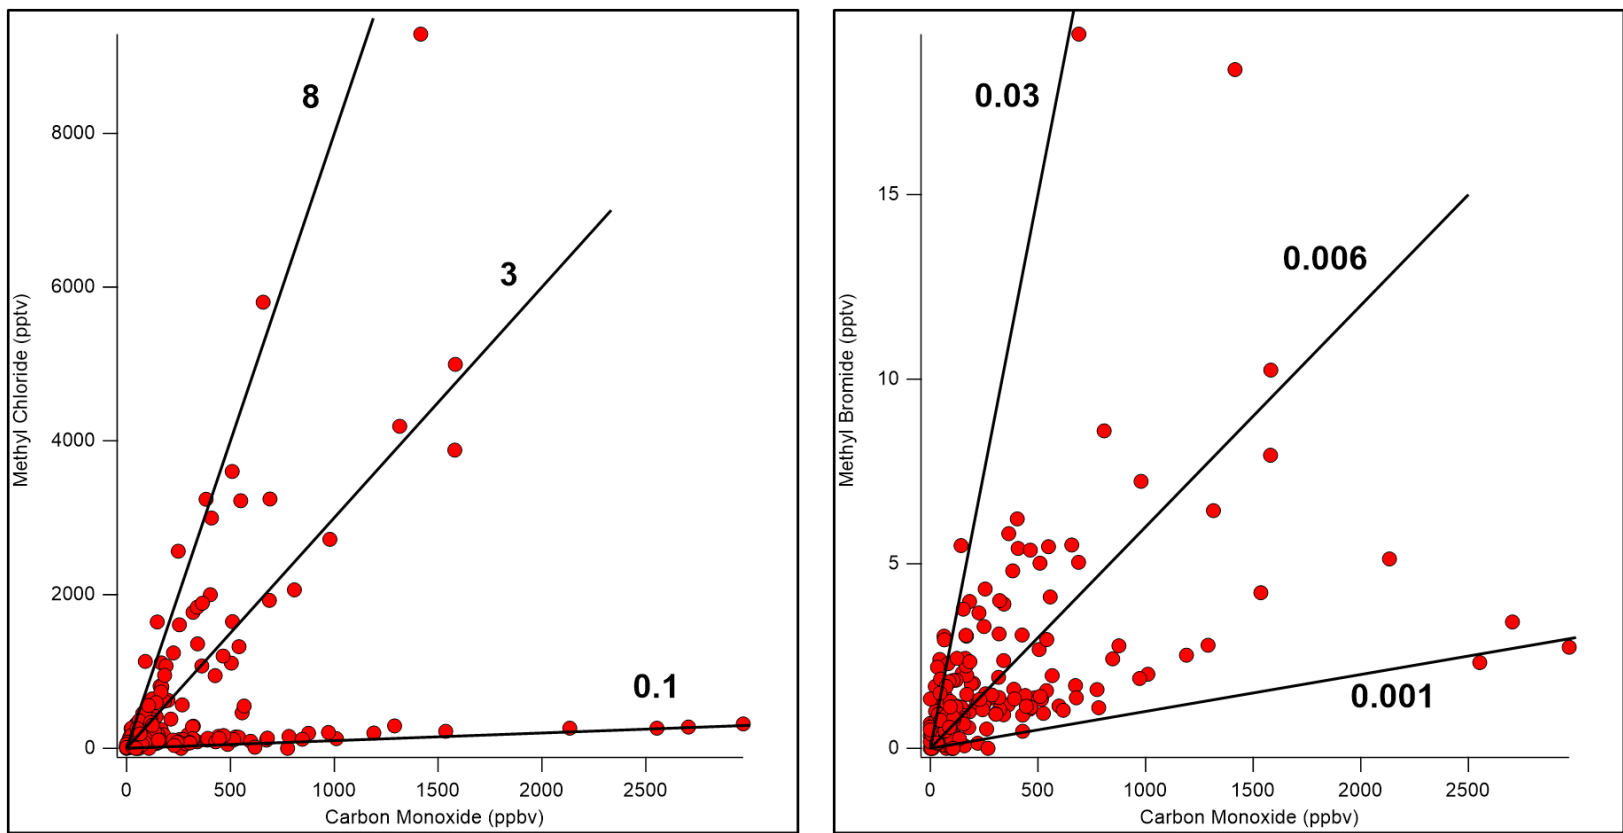 8
3
0.1
8000
6000
4000
2000
0
Methyl Chloride (pptv)
0 500 1000 1500 2000 2500
Carbon Monoxide (ppbv)
0.03
0.006
0.001
15
10
5
0
Methyl Bromide (pptv)
0 500 1000 1500 2000 2500
Carbon Monoxide (ppbv)